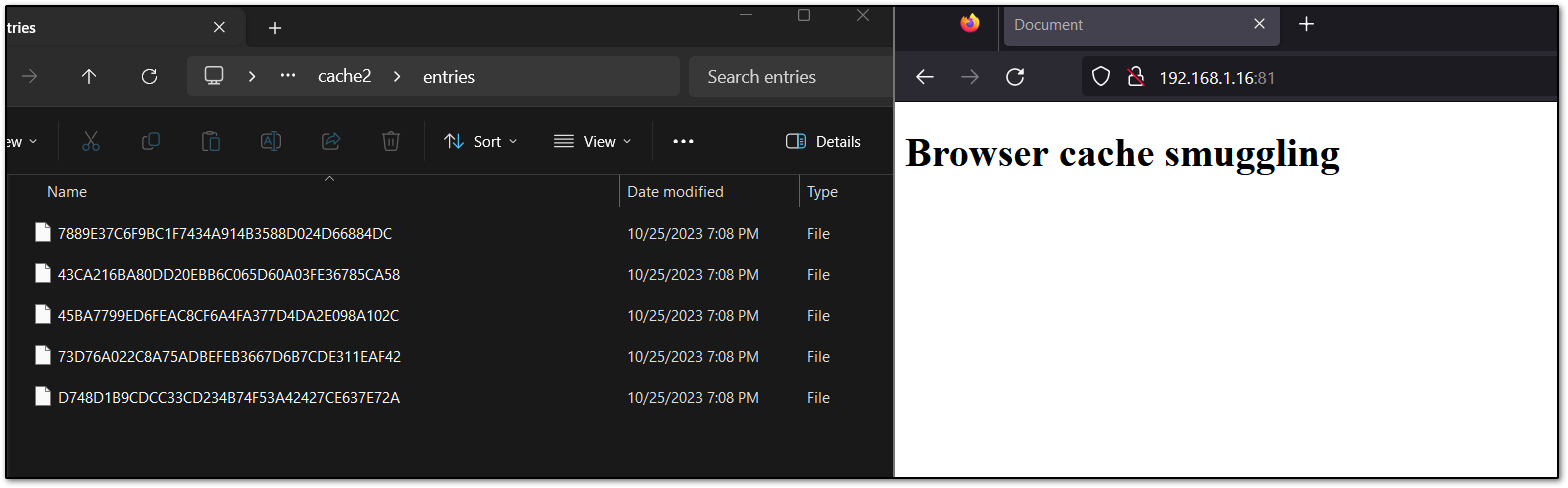 tries
cache2 entries Search entries
ew Sort View Details
Name Date modified Type
7889E37C6F9BC1F7434A914B3588D024D66884DC 10/25/2023 7:08 PM File
43CA216BA80DD20EBB6C065D60A03FE36785CA58 10/25/2023 7:08 PM File
45BA7799ED6FEAC8CF6A4FA377D4DA2E098A102C 10/25/2023 7:08 PM File
73D76A022C8A75ADBEFEB3667D6B7CDE311EAF42 10/25/2023 7:08 PM File
D748D1B9CDCC33CD234B74F53A42427CE637E72A 10/25/2023 7:08 PM File
Document
192.168.1.16:81
Browser cache smuggling